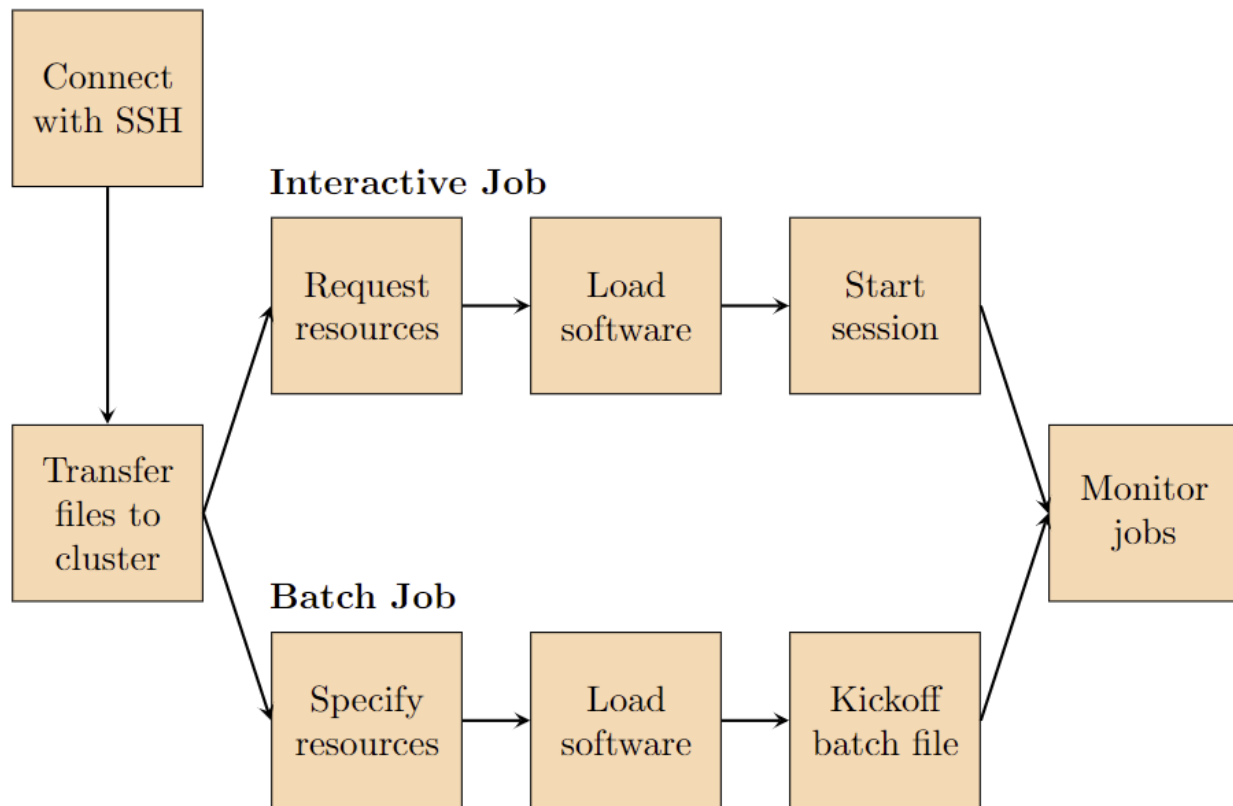 Connect
with SSH
Transfer
files to
cluster
Interactive Job
Request
resources
Load
software
Start
session
Batch Job
Specify
resources
Load
software
Kickoff
batch file
Monitor
jobs